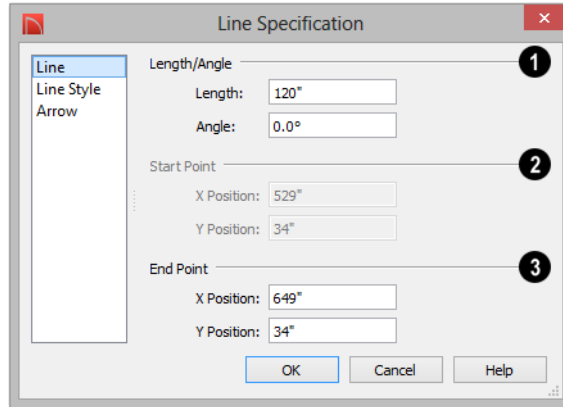 Line Specification
×
Line
Line Style
Arrow
Length/Angle
1
Length: 120"
Angle: 0.0°
Start Point
2
X Position: 529"
Y Position: 34"
End Point
3
X Position: 649"
Y Position: 34"
OK
Cancel
Help